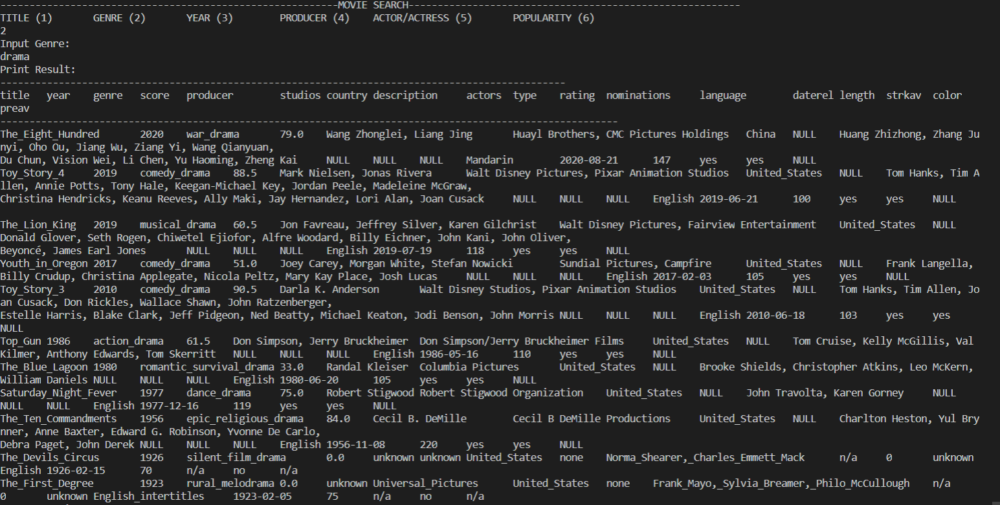 ----------------------------------------------------------MOVIE SEARCH---------------------------------------------------------
TITLE (1)       GENRE (2)       YEAR (3)        PRODUCER (4)    ACTOR/ACTRESS (5)       POPULARITY (6)
2
Input Genre:
drama
Print Result:
-------------------------------------------------------------------------------------------------
title   year    genre   score   producer        studios country description     actors  type    rating  nominations     language        daterel length  strkav  color
preav
----------------------------------------------------------------------------------------------------------
The_Eight_Hundred       2020    war_drama       79.0    Wang Zhonglei, Liang Jing       Huayl Brothers, CMC Pictures Holdings   China   NULL    Huang Zhizhong, Zhang Ju
nyi, Oho Ou, Jiang Wu, Ziang Yi, Wang Qianyuan,
Du Chun, Vision Wei, Li Chen, Yu Haoming, Zheng Kai     NULL    NULL    NULL    Mandarin        2020-08-21      147     yes     yes     NULL
Toy_Story_4     2019    comedy_drama    88.5    Mark Nielsen, Jonas Rivera      Walt Disney Pictures, Pixar Animation Studios   United_States   NULL    Tom Hanks, Tim A
llen, Annie Potts, Tony Hale, Keegan-Michael Key, Jordan Peele, Madeleine McGraw,
Christina Hendricks, Keanu Reeves, Ally Maki, Jay Hernandez, Lori Alan, Joan Cusack     NULL    NULL    NULL    English 2019-06-21      100     yes     yes     NULL
The_Lion_King   2019    musical_drama   60.5    Jon Favreau, Jeffrey Silver, Karen Gilchrist    Walt Disney Pictures, Fairview Entertainment    United_States   NULL
Donald Glover, Seth Rogen, Chiwetel Ejiofor, Alfre Woodard, Billy Eichner, John Kani, John Oliver,
Beyoncé, James Earl Jones       NULL    NULL    NULL    English 2019-07-19      118     yes     yes     NULL
Youth_in_Oregon 2017    comedy_drama    51.0    Joey Carey, Morgan White, Stefan Nowicki        Sundial Pictures, Campfire      United_States   NULL    Frank Langella,
Billy Crudup, Christina Applegate, Nicola Peltz, Mary Kay Place, Josh Lucas     NULL    NULL    NULL    English 2017-02-03      105     yes     yes     NULL
Toy_Story_3     2010    comedy_drama    90.5    Darla K. Anderson       Walt Disney Studios, Pixar Animation Studios    United_States   NULL    Tom Hanks, Tim Allen, Jo
an Cusack, Don Rickles, Wallace Shawn, John Ratzenberger,
Estelle Harris, Blake Clark, Jeff Pidgeon, Ned Beatty, Michael Keaton, Jodi Benson, John Morris NULL    NULL    NULL    English 2010-06-18      103     yes     yes
NULL
Top_Gun 1986    action_drama    61.5    Don Simpson, Jerry Bruckheimer  Don Simpson/Jerry Bruckheimer Films     United_States   NULL    Tom Cruise, Kelly McGillis, Val
Kilmer, Anthony Edwards, Tom Skerritt   NULL    NULL    NULL    English 1986-05-16      110     yes     yes     NULL
The_Blue_Lagoon 1980    romantic_survival_drama 33.0    Randal Kleiser  Columbia Pictures       United_States   NULL    Brooke Shields, Christopher Atkins, Leo McKern,
William Daniels NULL    NULL    NULL    English 1980-06-20      105     yes     yes     NULL
Saturday_Night_Fever    1977    dance_drama     75.0    Robert Stigwood Robert Stigwood Organization    United_States   NULL    John Travolta, Karen Gorney     NULL
NULL    NULL    English 1977-12-16      119     yes     yes     NULL
The_Ten_Commandments    1956    epic_religious_drama    84.0    Cecil B. DeMille        Cecil B DeMille Productions     United_States   NULL    Charlton Heston, Yul Bry
nner, Anne Baxter, Edward G. Robinson, Yvonne De Carlo,
Debra Paget, John Derek NULL    NULL    NULL    English 1956-11-08      220     yes     yes     NULL
The_Devils_Circus       1926    silent_film_drama       0.0     unknown unknown United_States   none    Norma_Shearer,_Charles_Emmett_Mack      n/a     0       unknown
English 1926-02-15      70      n/a     no      n/a
The_First_Degree        1923    rural_melodrama 0.0     unknown Universal_Pictures      United_States   none    Frank_Mayo,_Sylvia_Breamer,_Philo_McCullough    n/a
0       unknown English_intertitles     1923-02-05      75      n/a     no      n/a